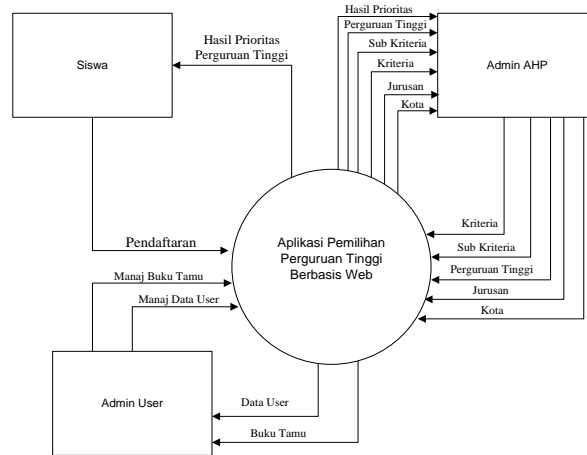 Hasil Prioritas
Perguruan Tinggi
Sub Kriteria
Kriteria
Jurusan
Kota
Hasil Prioritas
Perguruan Tinggi
Siswa
Admin AHP
Pendaftaran
Aplikasi Pemilihan
Perguruan Tinggi
Berbasis Web
Kriteria
Sub Kriteria
Perguruan Tinggi
Jurusan
Kota
Manaj Buku Tamu
Manaj Data User
Admin User
Data User
Buku Tamu